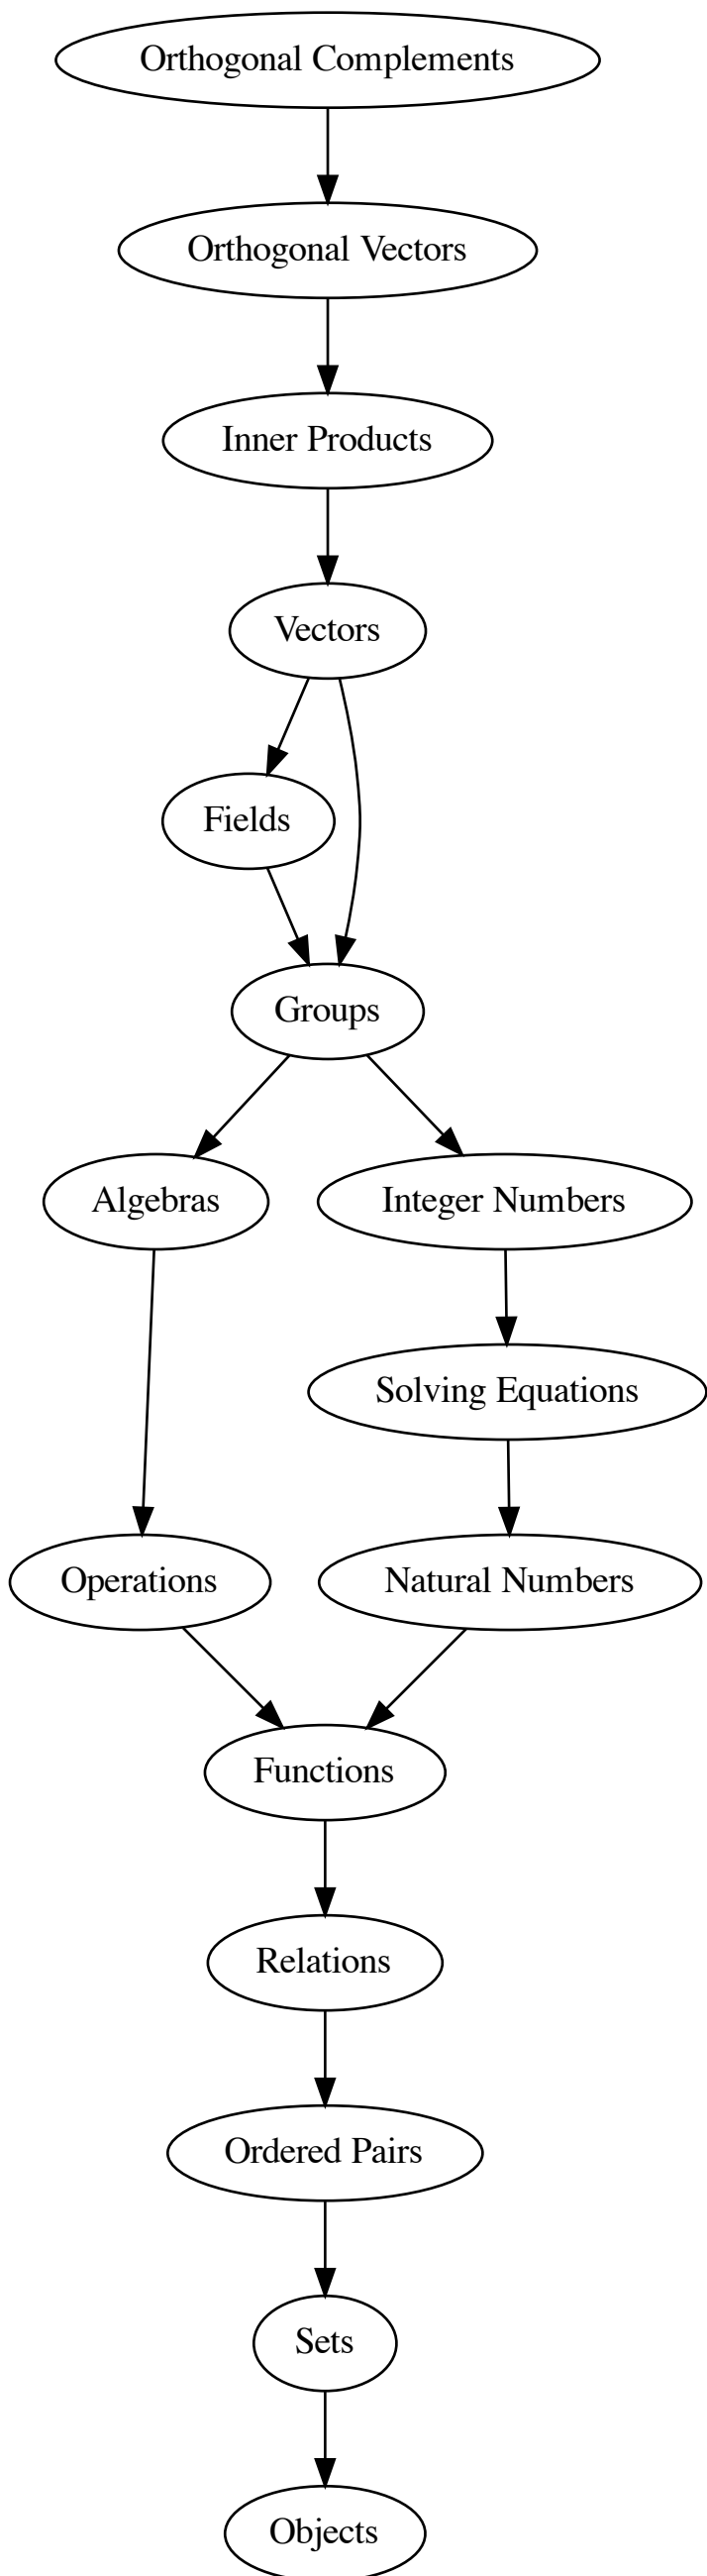 Orthogonal Complements
Orthogonal Vectors
Inner Products
Vectors
Fields
Groups
Algebras
Integer Numbers
Solving Equations
Operations
Natural Numbers
Functions
Relations
Ordered Pairs
Sets
Objects